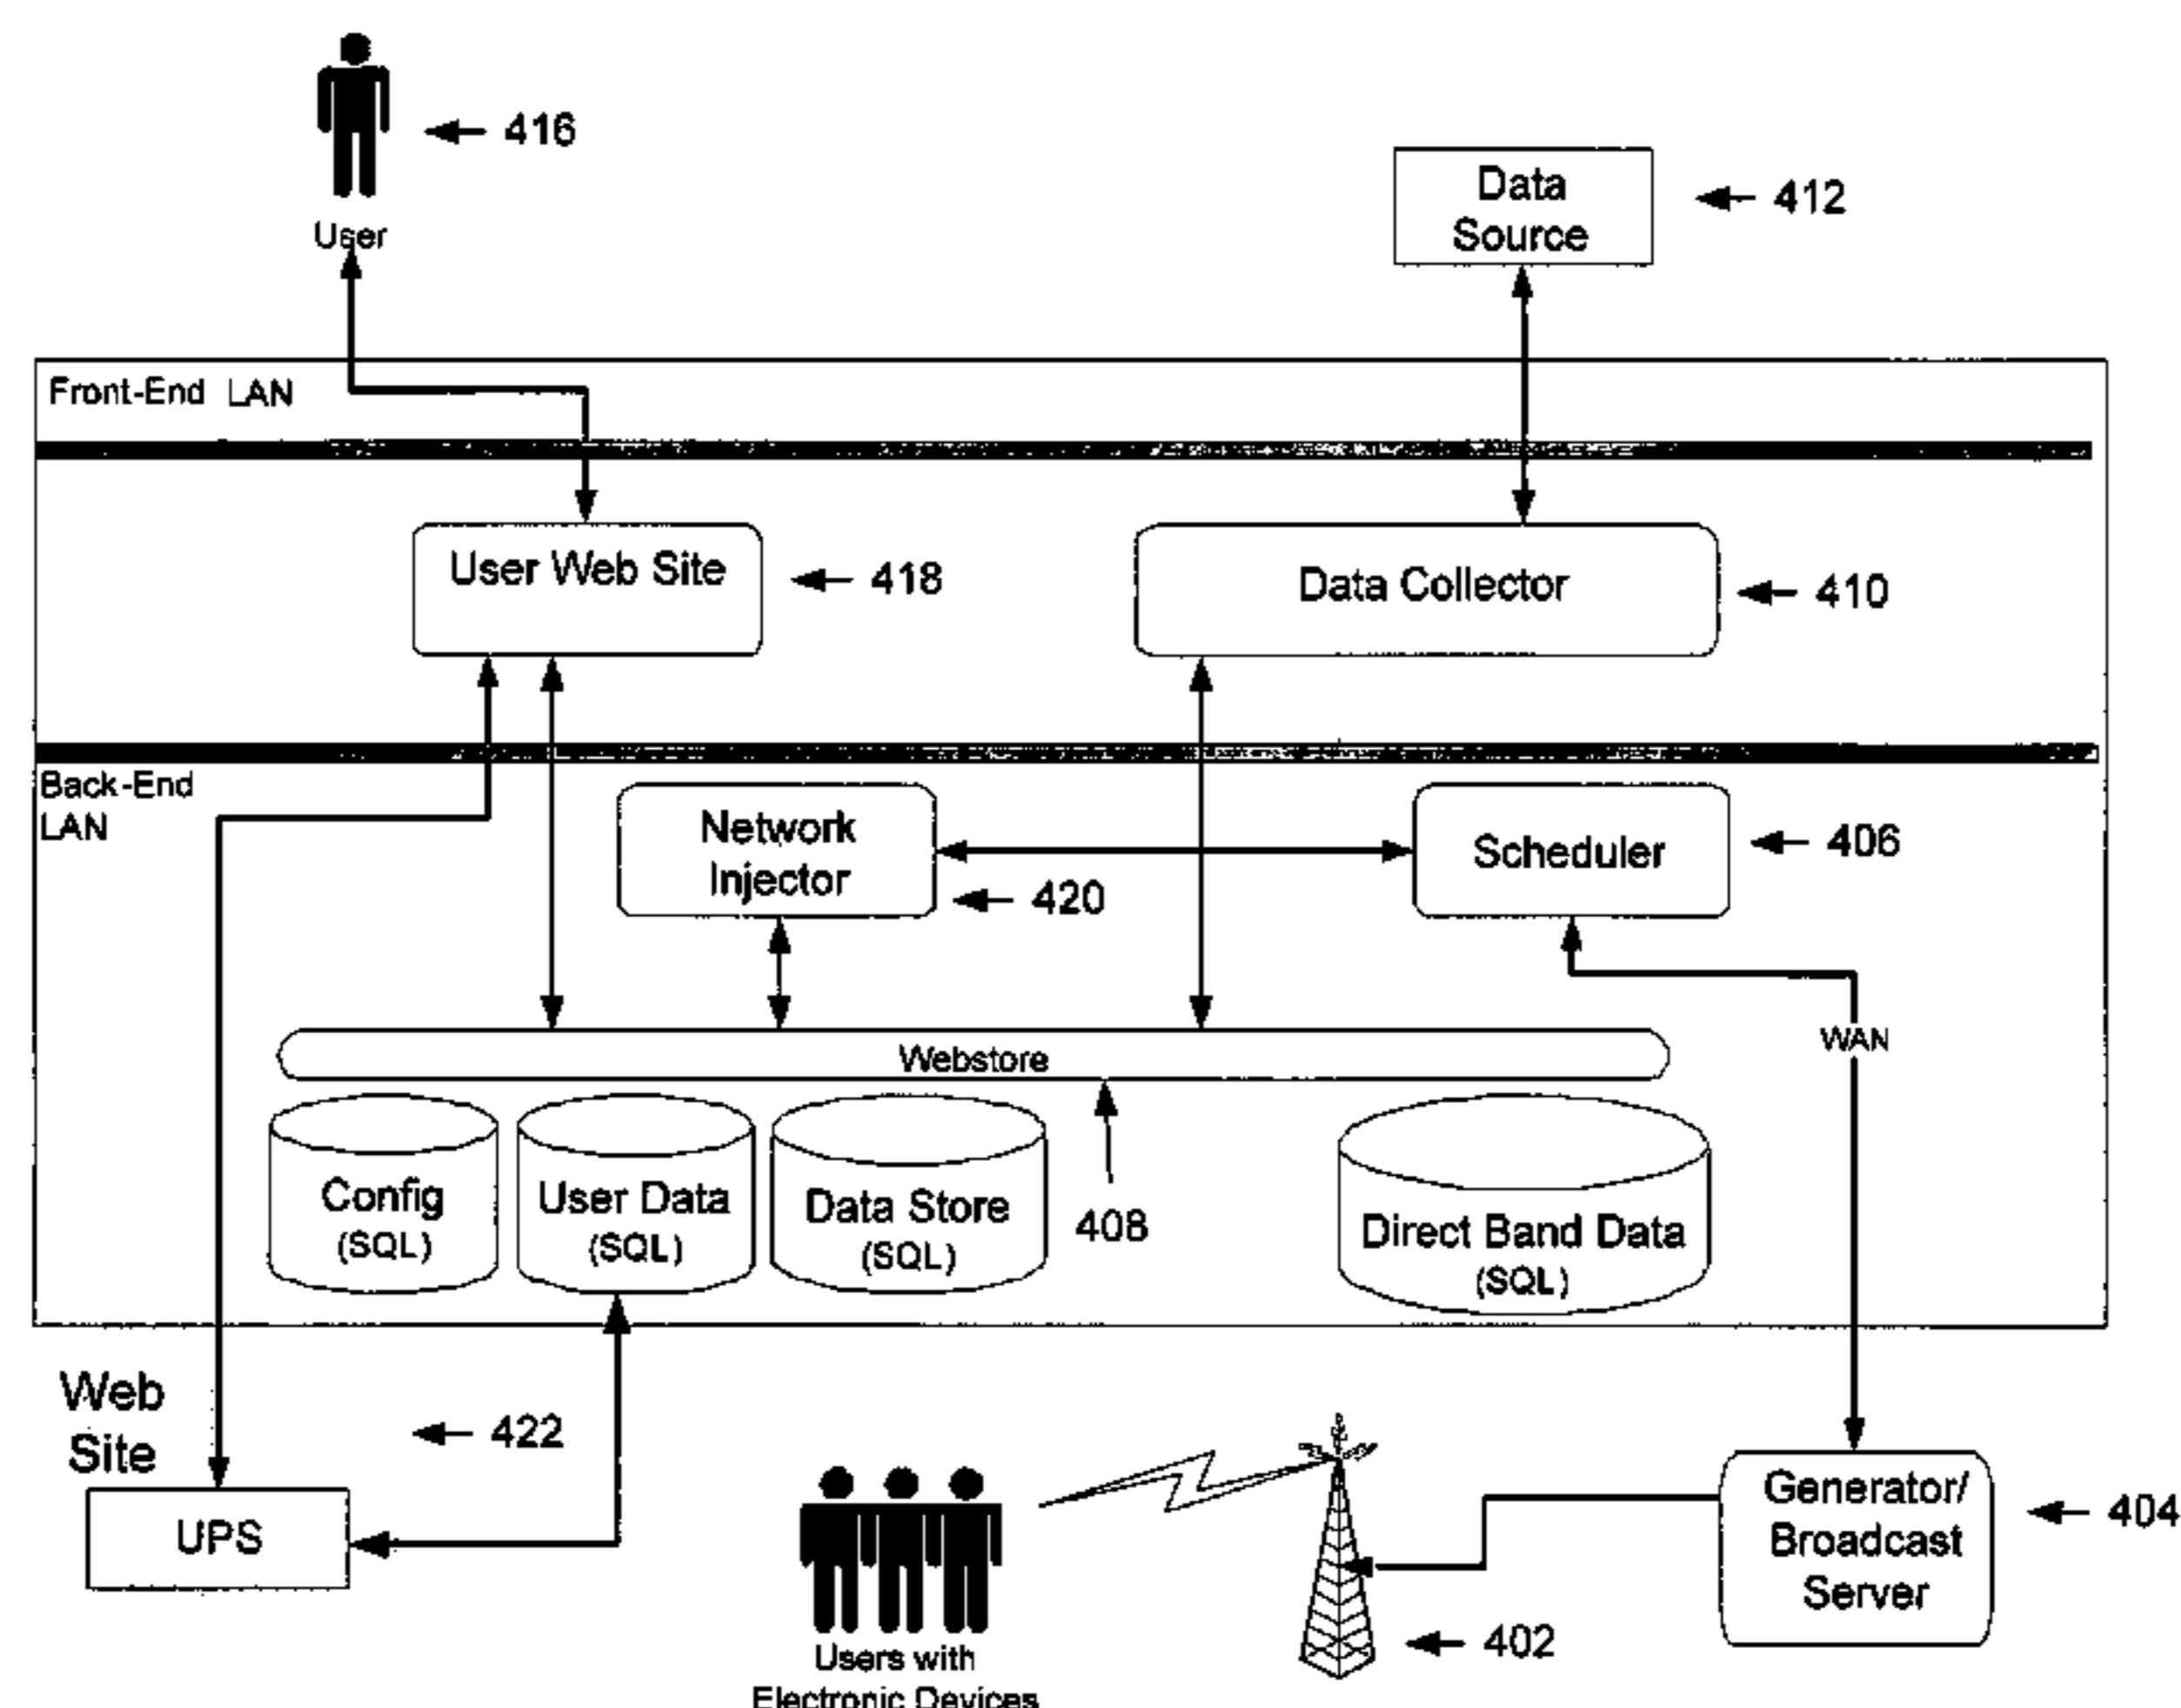 416
User
Data
Source
412
Front-End LAN
User Web Site
418
Data Collector
410
Back-End
LAN
Network
Injector
420
Scheduler
406
WAN
Webstore
Config
(SQL)
User Data
(SQL)
Data Store
(SQL)
408
Direct Band Data
(SQL)
Web
Site
422
UPS
Users with
Electronic Devices
402
Generator/
Broadcast
Server
404